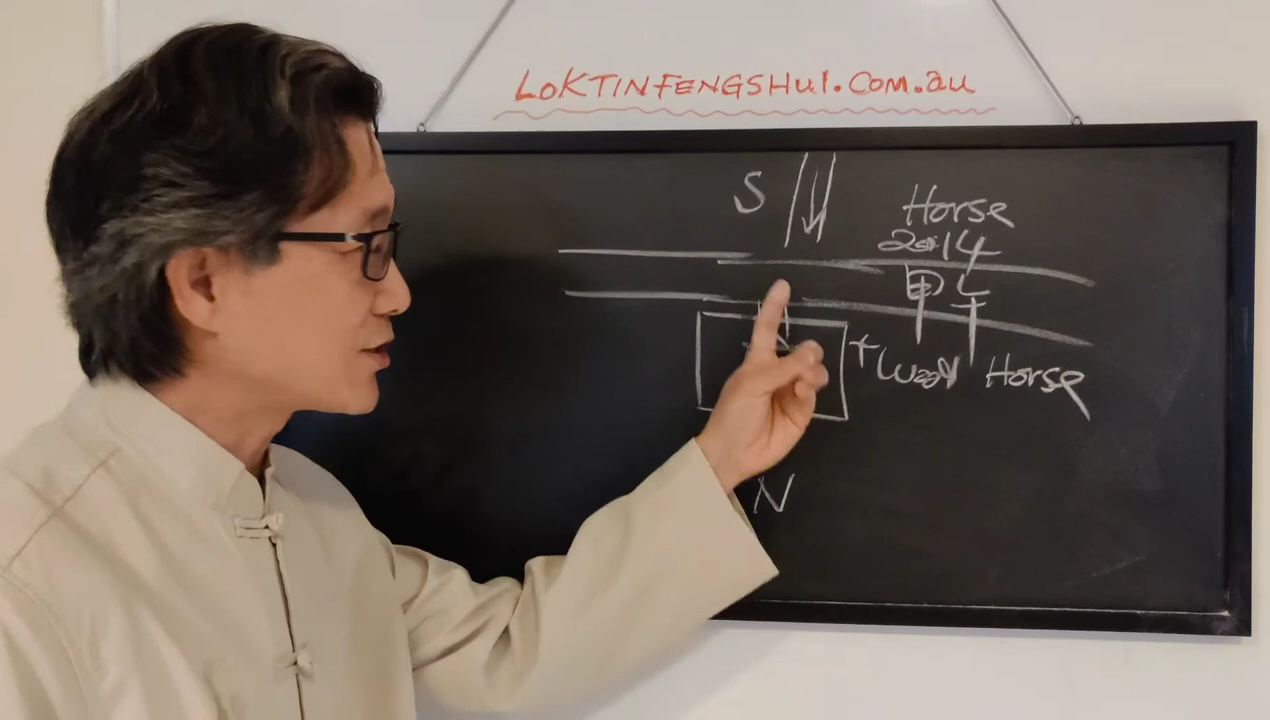 LOKTINFENGSHUI.Com.au
S
Horse
2014
甲午
+Wood Horse
N